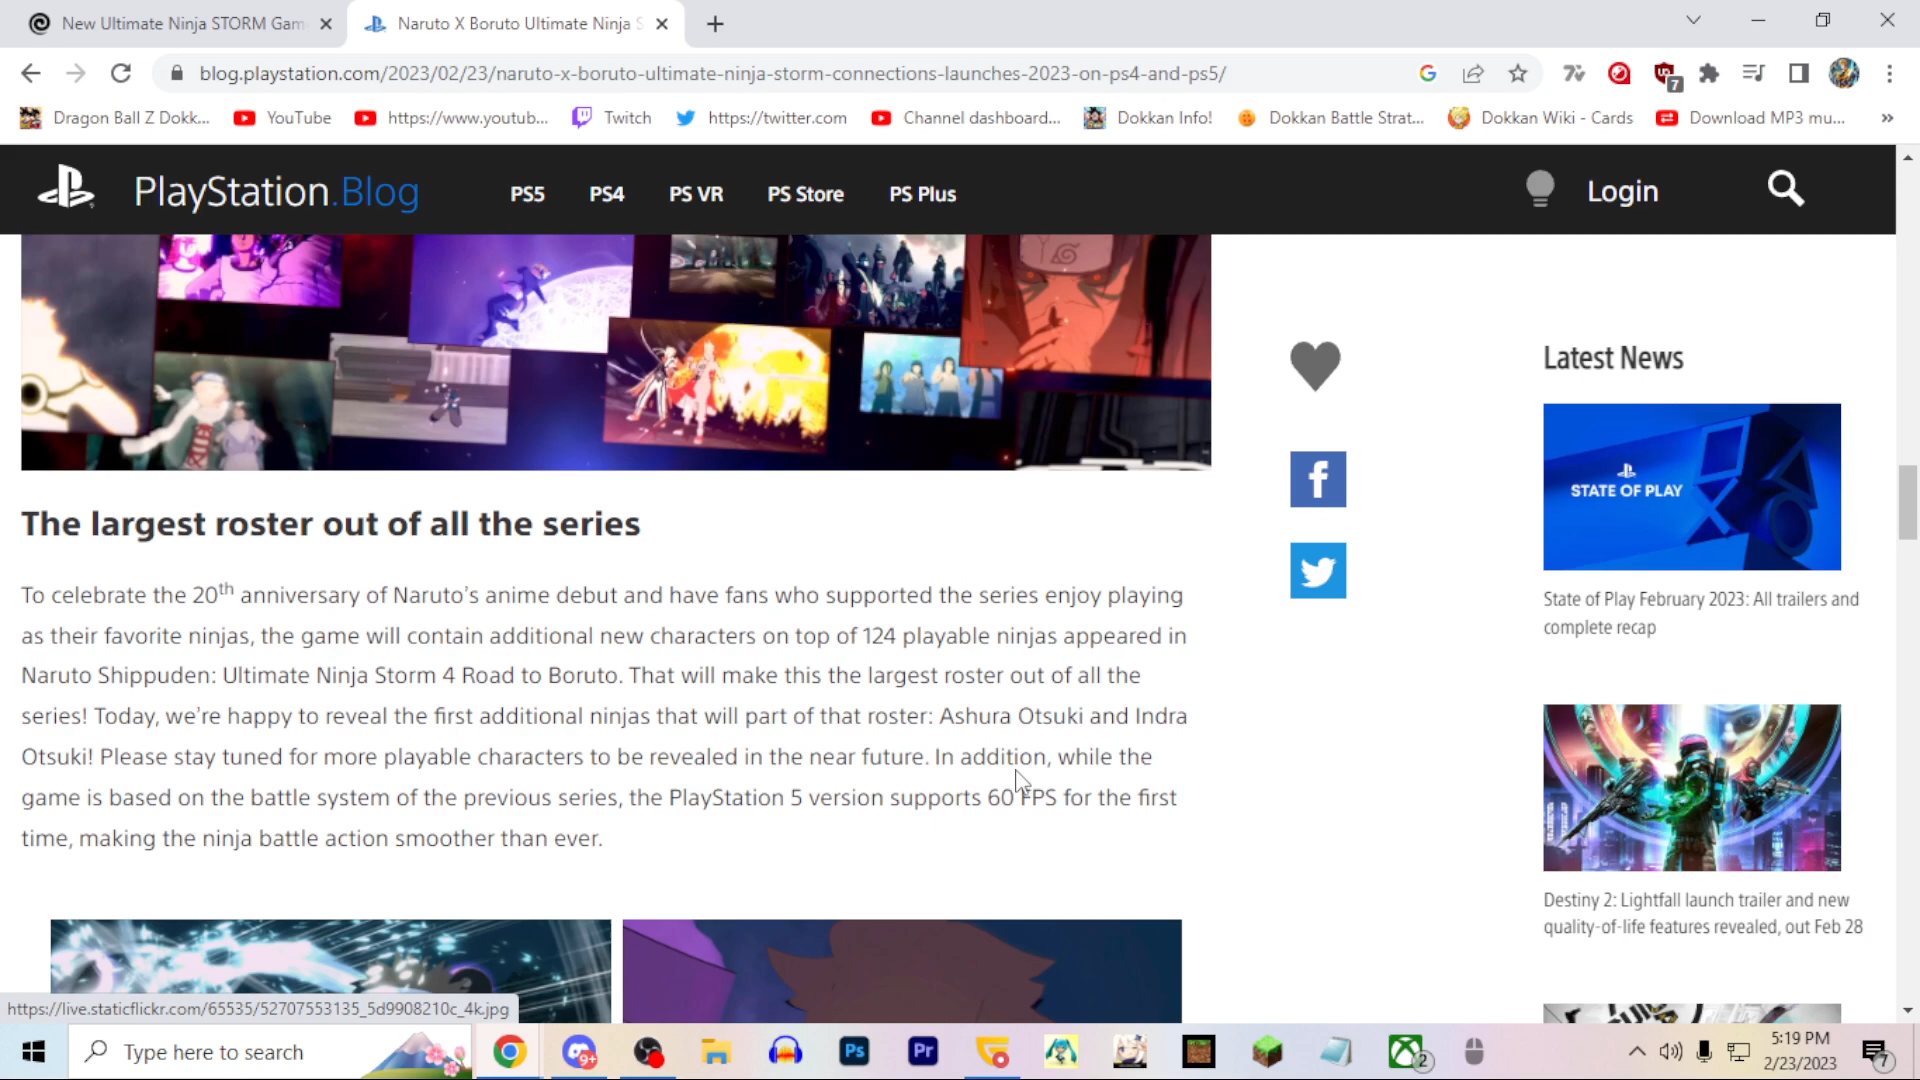 New Ultimate Ninja STORM Gam
Naruto X Boruto Ultimate Ninja S
blog.playstation.com/2023/02/23/naruto-x-boruto-ultimate-ninja-storm-connections-launches-2023-on-ps4-and-ps5/
7
Dragon Ball Z Dokk...
YouTube
https://www.youtub...
Twitch
https://twitter.com
Channel dashboard...
Dokkan Info!
Dokkan Battle Strat...
Dokkan Wiki - Cards
Download MP3 mu...
»
PlayStation.Blog
PS5
PS4
PS VR
PS Store
PS Plus
Login
The largest roster out of all the series
To celebrate the 20th anniversary of Naruto’s anime debut and have fans who supported the series enjoy playing
as their favorite ninjas, the game will contain additional new characters on top of 124 playable ninjas appeared in
Naruto Shippuden: Ultimate Ninja Storm 4 Road to Boruto. That will make this the largest roster out of all the
series! Today, we’re happy to reveal the first additional ninjas that will part of that roster: Ashura Otsuki and Indra
Otsuki! Please stay tuned for more playable characters to be revealed in the near future. In addition, while the
game is based on the battle system of the previous series, the PlayStation 5 version supports 60 FPS for the first
time, making the ninja battle action smoother than ever.
Latest News
STATE OF PLAY
State of Play February 2023: All trailers and
complete recap
Destiny 2: Lightfall launch trailer and new
quality-of-life features revealed, out Feb 28
https://live.staticflickr.com/65535/52707553135_5d9908210c_4k.jpg
Type here to search
9+
Ps
Pr
2
5:19 PM
2/23/2023
7